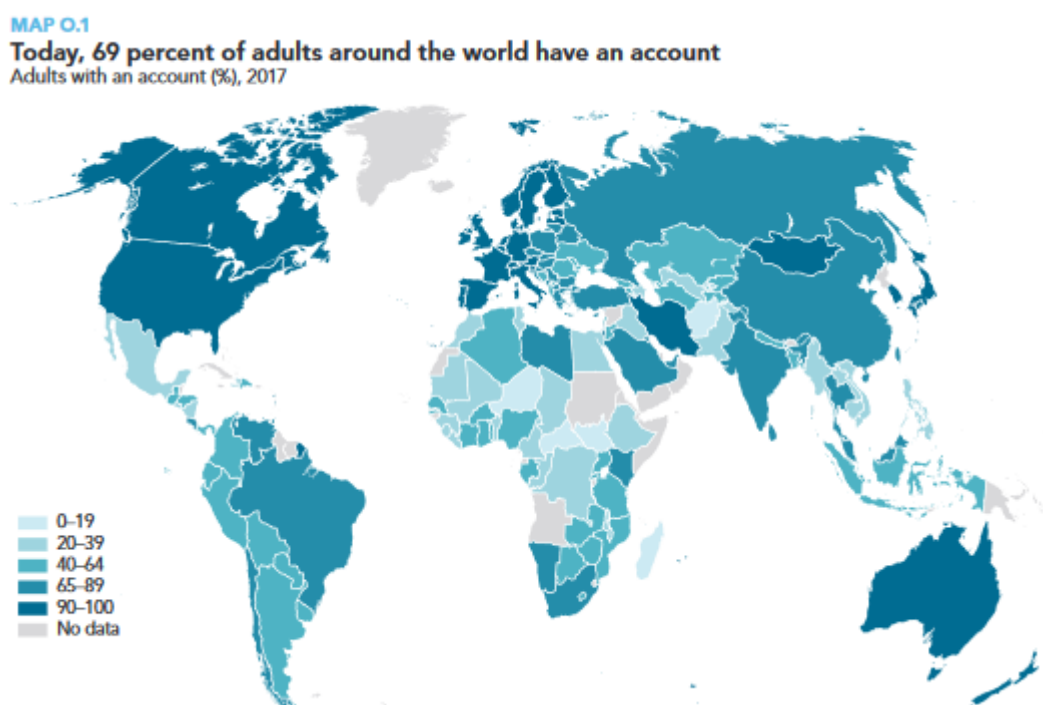 MAP O.1
Today, 69 percent of adults around the world have an account
Adults with an account (%), 2017
0–19
20–39
40–64
65–89
90–100
No data